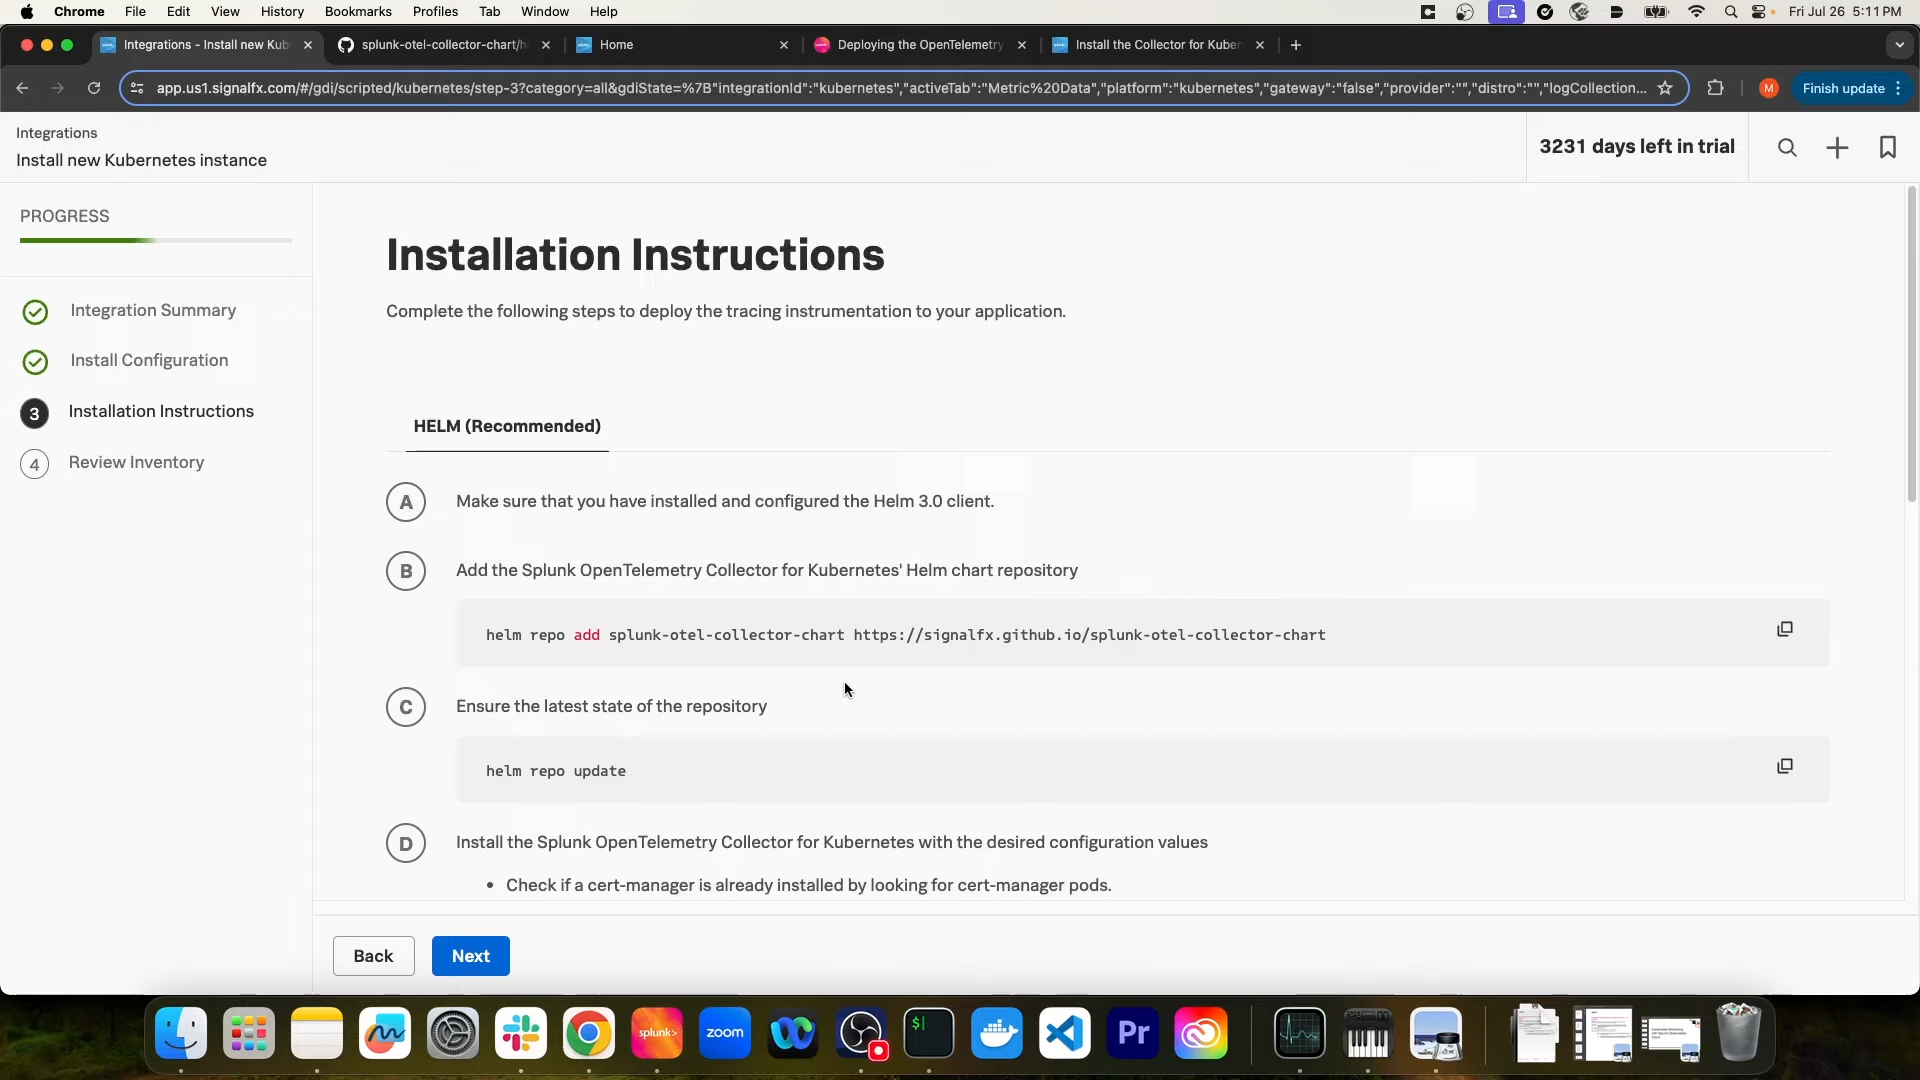 Chrome File Edit View History Bookmarks Profiles Tab Window Help Fri Jul 26 5:11 PM
Integrations - Install new Kub splunk-otel-collector-chart/h Home Deploying the OpenTelemetry Install the Collector for Kuber
app.us1.signalfx.com/#/gdi/scripted/kubernetes/step-3?category=all&gdiState=%7B"integrationId":"kubernetes","activeTab":"Metric%20Data","platform":"kubernetes","gateway":"false","provider":"","distro":"","logCollection... M Finish update
Integrations
Install new Kubernetes instance
3231 days left in trial
PROGRESS
Integration Summary
Install Configuration
3 Installation Instructions
4 Review Inventory
Installation Instructions
Complete the following steps to deploy the tracing instrumentation to your application.
HELM (Recommended)
A Make sure that you have installed and configured the Helm 3.0 client.
B Add the Splunk OpenTelemetry Collector for Kubernetes' Helm chart repository
helm repo add splunk-otel-collector-chart https://signalfx.github.io/splunk-otel-collector-chart
C Ensure the latest state of the repository
helm repo update
D Install the Splunk OpenTelemetry Collector for Kubernetes with the desired configuration values
• Check if a cert-manager is already installed by looking for cert-manager pods.
Back Next
splunk> zoom $ Pr